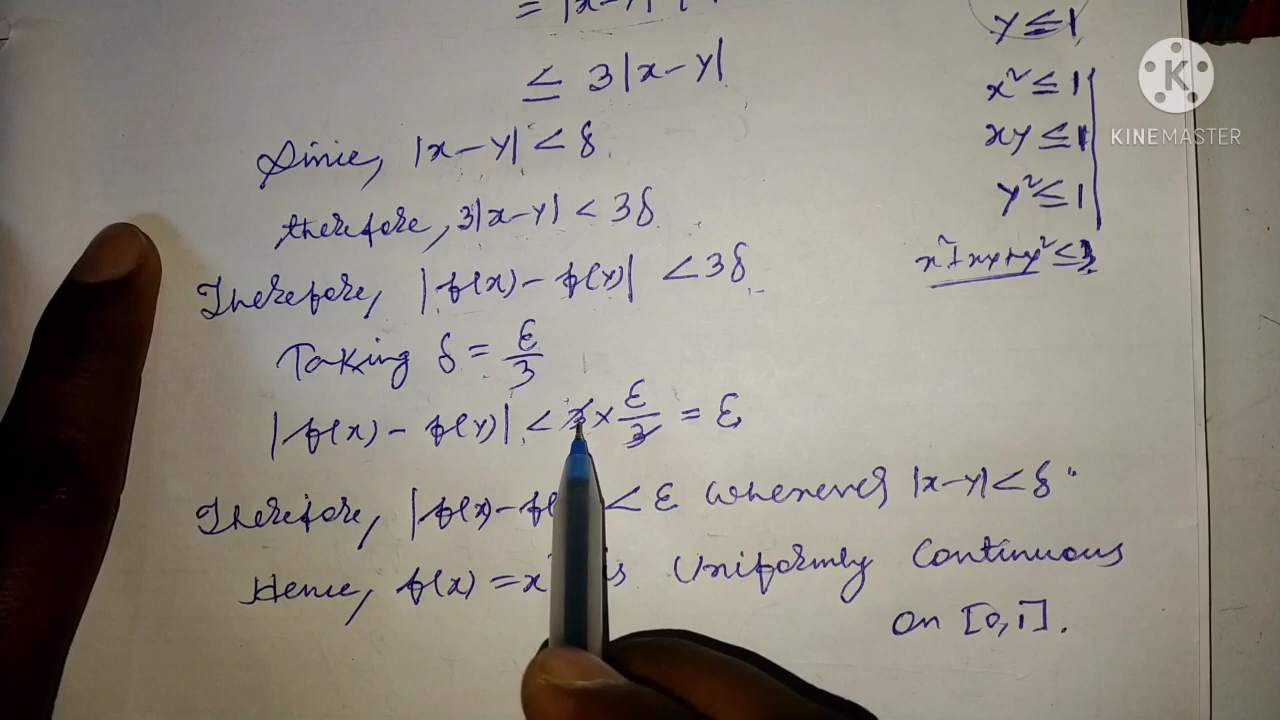 = |x-y|
≤ 3|x-y|
Since, |x-y| < δ.
therefore, 3|x-y| < 3δ
Therefore, |f(x) - f(y)| < 3δ.
Taking δ = ε/3
|f(x) - f(y)| < 3 × ε/3 = ε
Therefore, |f(x) - < ε whenever |x-y| < δ"
Hence, f(x) = x is Uniformly Continuous
on [0,1].
y ≤ 1
x² ≤ 1
xy ≤ 1
y² ≤ 1
x²+xy+y² ≤ 3
K
KINEMASTER